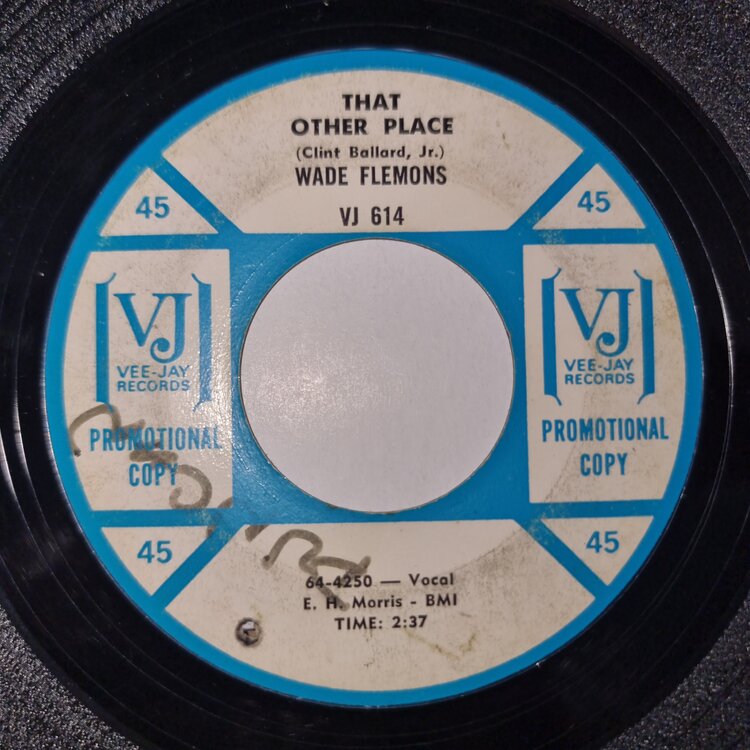 THAT
OTHER PLACE
(Clint Ballard, Jr.)
WADE FLEMONS
VJ 614
45
45
VJ
VEE-JAY
RECORDS
PROMOTIONAL
COPY
VJ
VEE-JAY
RECORDS
PROMOTIONAL
COPY
45
45
64-4250 — Vocal
E. H. Morris - BMI
TIME: 2:37